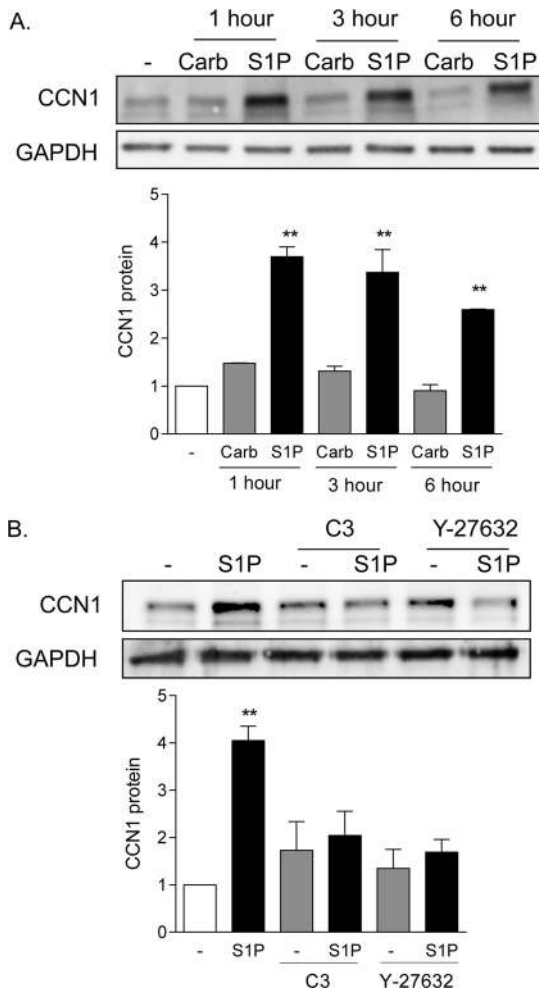 A.
1 hour 3 hour 6 hour
- Carb S1P Carb S1P Carb S1P
CCN1
GAPDH
5
4
3
2
1
0
CCN1 protein
** ** **
- Carb S1P Carb S1P Carb S1P
1 hour 3 hour 6 hour
B.
C3 Y-27632
- S1P - S1P - S1P
CCN1
GAPDH
5
4
3
2
1
0
CCN1 protein
**
- S1P - S1P - S1P
C3 Y-27632